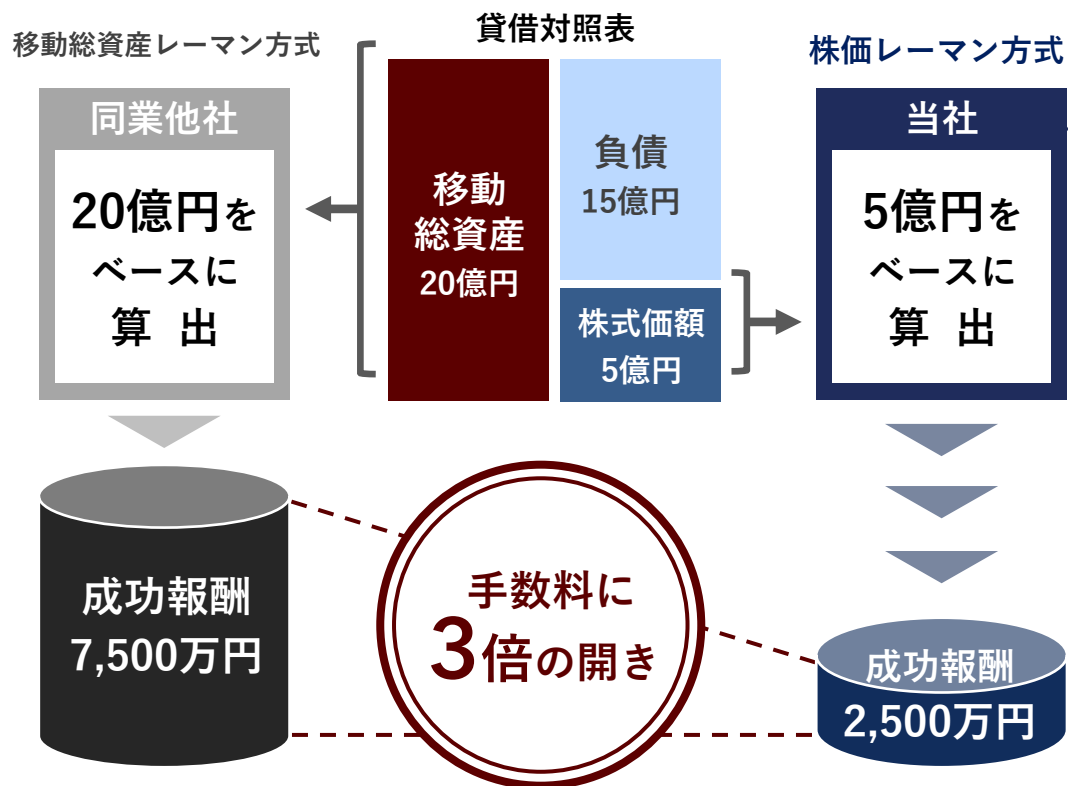 貸借対照表
移動総資産レーマン方式
同業他社
20億円を
ベースに
算 出
移動
総資産
20億円
負債
15億円
株式価額
5億円
株価レーマン方式
当社
5億円を
ベースに
算 出
成功報酬
7,500万円
手数料に
3倍の開き
成功報酬
2,500万円